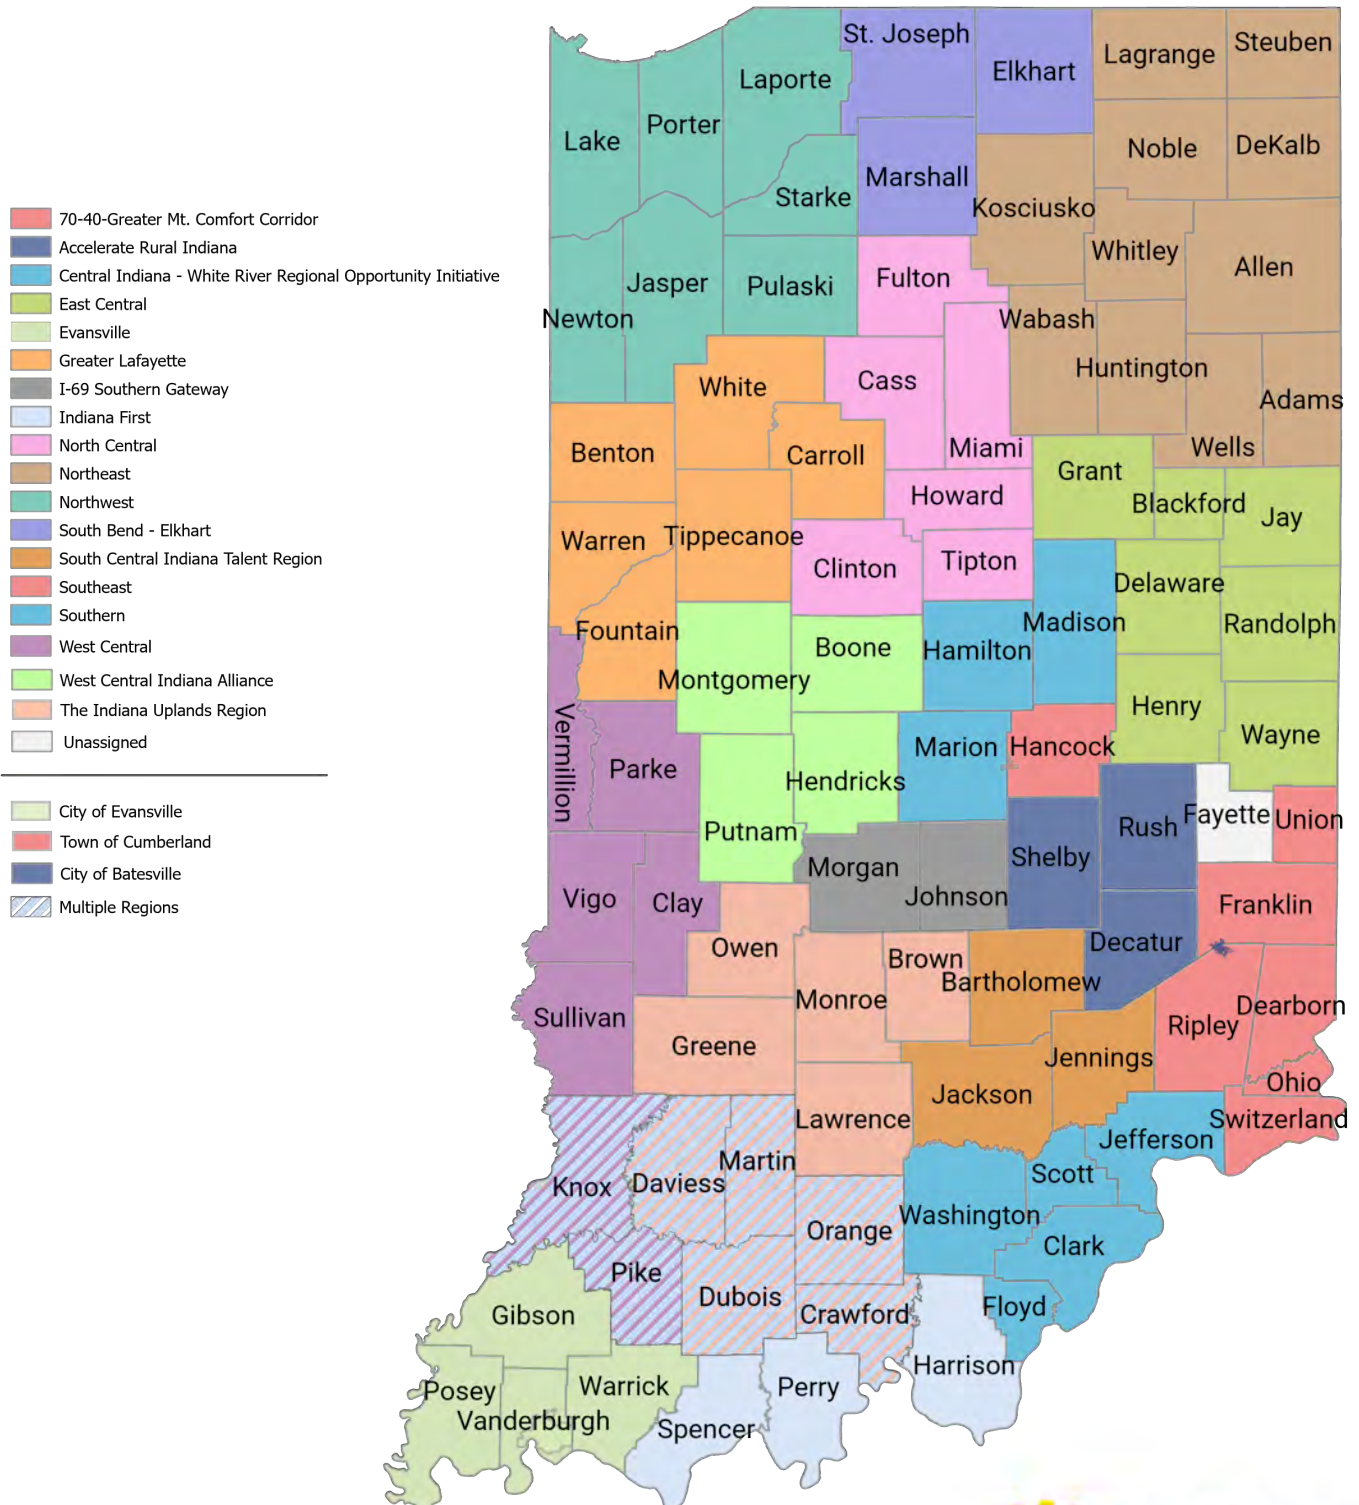 70-40-Greater Mt. Comfort Corridor
Accelerate Rural Indiana
Central Indiana - White River Regional Opportunity Initiative
East Central
Evansville
Greater Lafayette
I-69 Southern Gateway
Indiana First
North Central
Northeast
Northwest
South Bend - Elkhart
South Central Indiana Talent Region
Southeast
Southern
West Central
West Central Indiana Alliance
The Indiana Uplands Region
Unassigned
City of Evansville
Town of Cumberland
City of Batesville
Multiple Regions
St. Joseph
Steuben
Lagrange
Elkhart
Laporte
Porter
Lake
DeKalb
Noble
Marshall
Starke
Kosciusko
Whitley
Allen
Fulton
Jasper
Pulaski
Newton
Wabash
Huntington
Cass
White
Adams
Wells
Miami
Benton
Carroll
Grant
Howard
Blackford
Jay
Warren
Tippecanoe
Tipton
Clinton
Delaware
Madison
Randolph
Fountain
Boone
Hamilton
Montgomery
Henry
Wayne
Vermillion
Marion
Hancock
Parke
Hendricks
Fayette
Union
Rush
Putnam
Shelby
Morgan
Johnson
Vigo
Clay
Franklin
Decatur
Owen
Brown
Bartholomew
Monroe
Dearborn
Sullivan
Ripley
Greene
Jennings
Ohio
Jackson
Lawrence
Switzerland
Jefferson
Martin
Scott
Knox
Daviess
Washington
Orange
Clark
Pike
Dubois
Floyd
Crawford
Gibson
Harrison
Posey
Warrick
Perry
Vanderburgh
Spencer